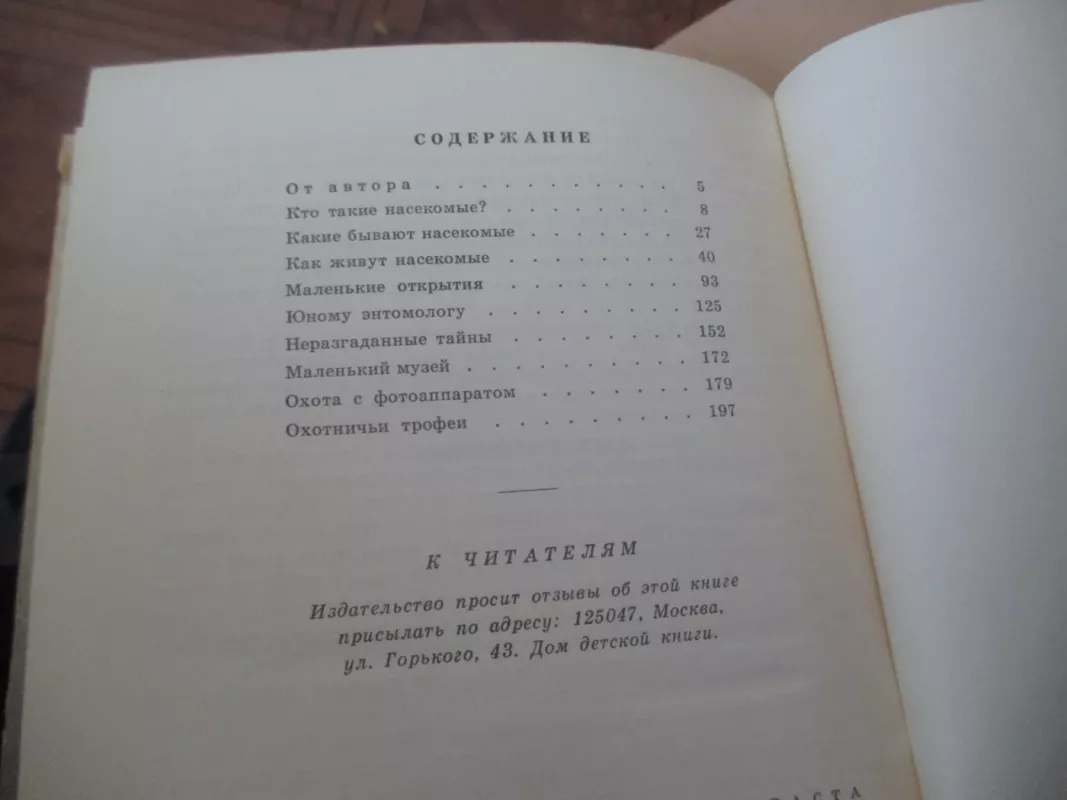 СОДЕРЖАНИЕ
От автора . . . . . . . . . . . 5
Кто такие насекомые? . . . . . . . . 8
Какие бывают насекомые . . . . . . . 27
Как живут насекомые . . . . . . . . 40
Маленькие открытия . . . . . . . . 93
Юному энтомологу . . . . . . . . . 125
Неразгаданные тайны . . . . . . . . 152
Маленький музей . . . . . . . . . . 172
Охота с фотоаппаратом . . . . . . . 179
Охотничьи трофеи . . . . . . . . . 197
К ЧИТАТЕЛЯМ
Издательство просит отзывы об этой книге
присылать по адресу: 125047, Москва,
ул. Горького, 43. Дом детской книги.